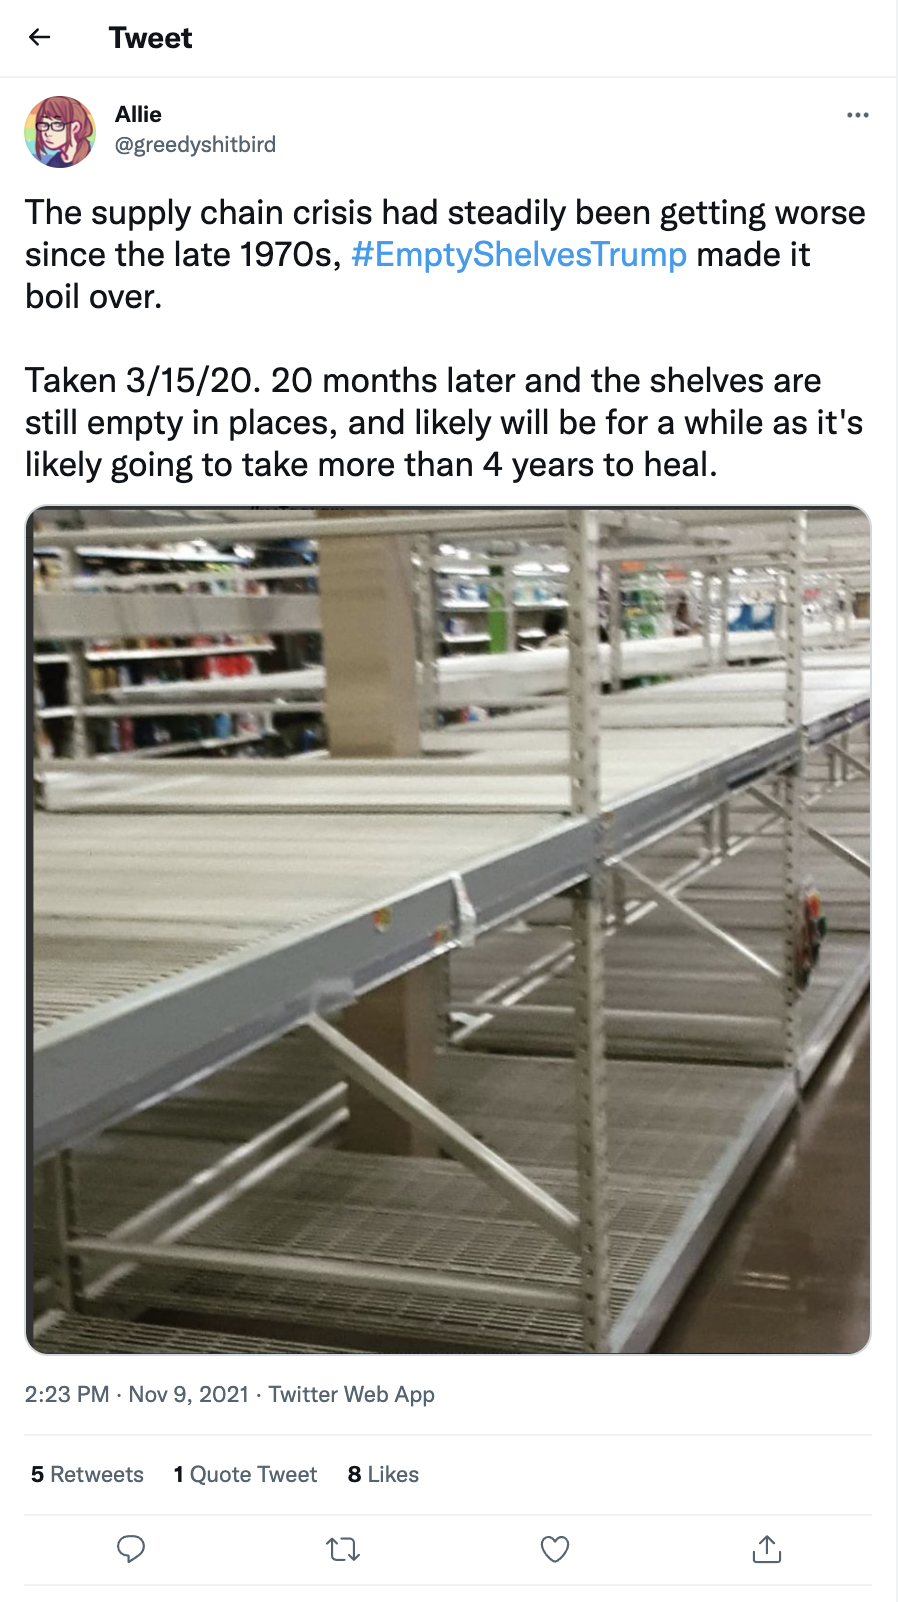 Tweet
Allie
@greedyshitbird
The supply chain crisis had steadily been getting worse
since the late 1970s, #EmptyShelvesTrump made it
boil over.
Taken 3/15/20. 20 months later and the shelves are
still empty in places, and likely will be for a while as it's
likely going to take more than 4 years to heal.
2:23 PM · Nov 9, 2021 · Twitter Web App
5 Retweets 1 Quote Tweet 8 Likes